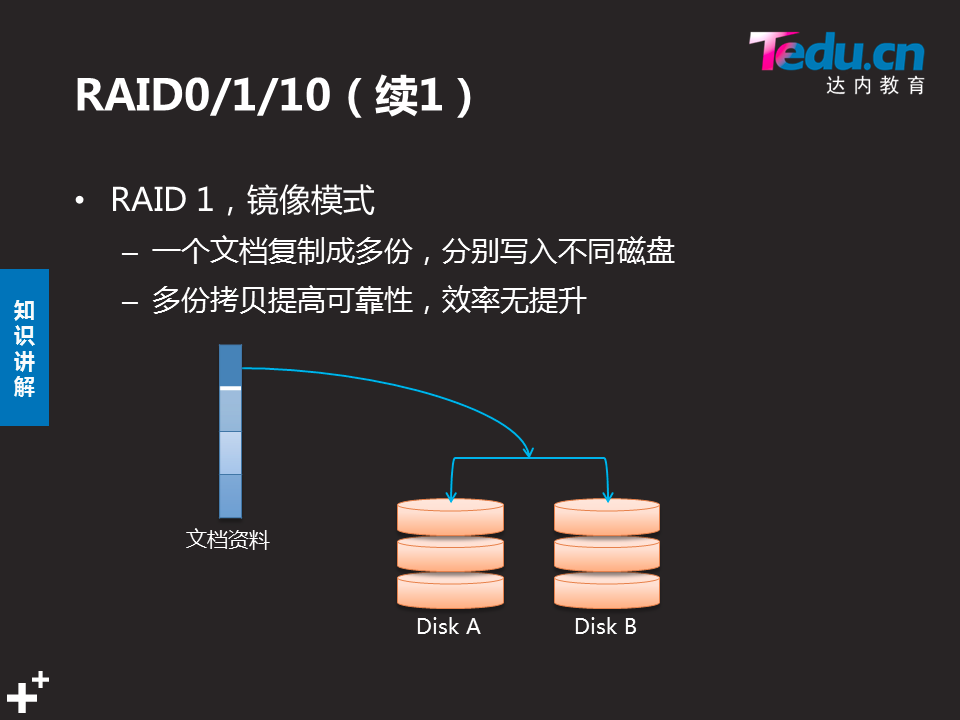 Tedu.cn
达内教育
RAID0/1/10（续1）
• RAID 1，镜像模式
– 一个文档复制成多份，分别写入不同磁盘
– 多份拷贝提高可靠性，效率无提升
知识讲解
文档资料
Disk A
Disk B